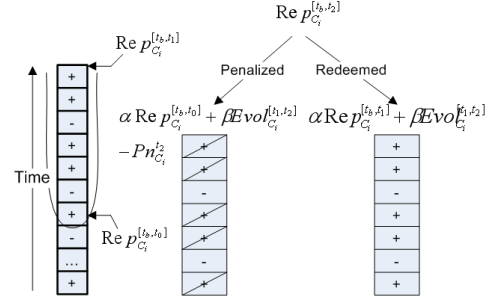 Re p_{C_i}^{[t_b,t_2]}
Re p_{C_i}^{[t_b,t_1]}
Penalized
Redeemed
α Re p_{C_i}^{[t_b,t_0]} + βEvol_{C_i}^{[t_1,t_2]}
− Pn_{C_i}^{t_2}
α Re p_{C_i}^{[t_b,t_1]} + βEvol_{C_i}^{[t_1,t_2]}
Time
Re p_{C_i}^{[t_b,t_0]}
+
+
-
+
+
-
+
-
...
+
+
+
-
+
+
-
+
+
+
-
+
+
-
+